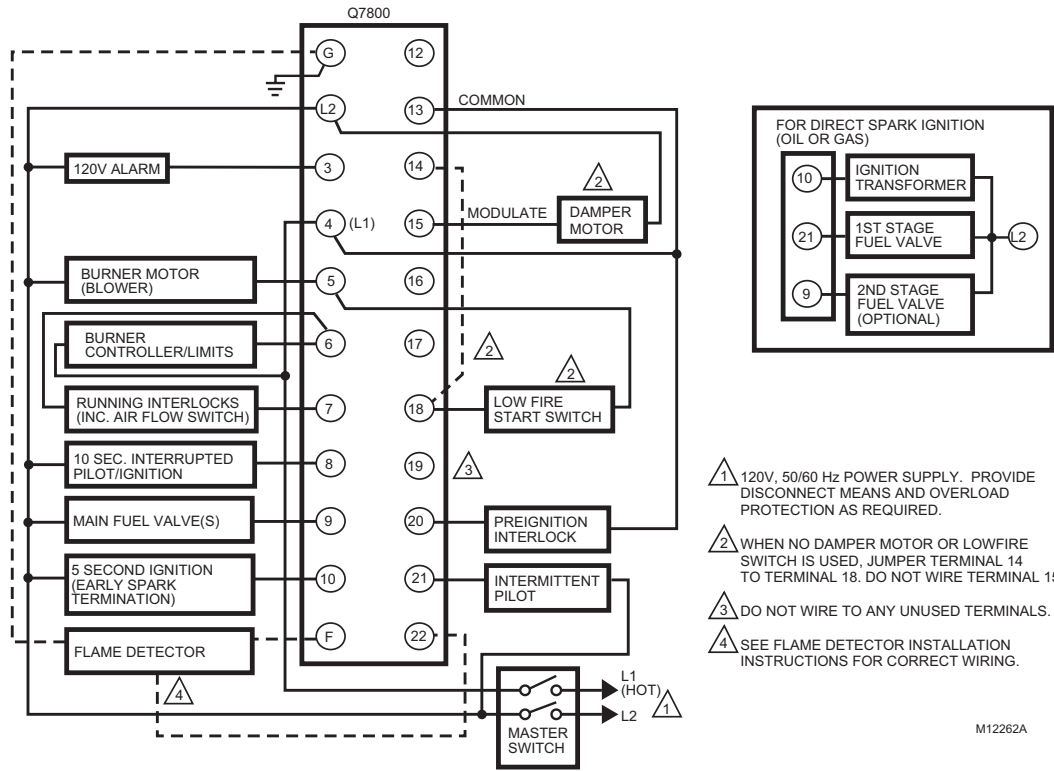 Q7800
G
12
L2
13
COMMON
120V ALARM
3
14
2
4
(L1)
15
MODULATE
DAMPER
MOTOR
BURNER MOTOR
(BLOWER)
5
16
BURNER
CONTROLLER/LIMITS
6
17
2
2
RUNNING INTERLOCKS
(INC. AIR FLOW SWITCH)
7
18
LOW FIRE
START SWITCH
10 SEC. INTERRUPTED
PILOT/IGNITION
8
19
3
MAIN FUEL VALVE(S)
9
20
PREIGNITION
INTERLOCK
5 SECOND IGNITION
(EARLY SPARK
TERMINATION)
10
21
INTERMITTENT
PILOT
FLAME DETECTOR
F
22
4
L1
(HOT)
L2
1
MASTER
SWITCH
FOR DIRECT SPARK IGNITION
(OIL OR GAS)
10
IGNITION
TRANSFORMER
21
1ST STAGE
FUEL VALVE
L2
9
2ND STAGE
FUEL VALVE
(OPTIONAL)
1 120V, 50/60 Hz POWER SUPPLY. PROVIDE
DISCONNECT MEANS AND OVERLOAD
PROTECTION AS REQUIRED.
2 WHEN NO DAMPER MOTOR OR LOWFIRE
SWITCH IS USED, JUMPER TERMINAL 14
TO TERMINAL 18. DO NOT WIRE TERMINAL 15
3 DO NOT WIRE TO ANY UNUSED TERMINALS.
4 SEE FLAME DETECTOR INSTALLATION
INSTRUCTIONS FOR CORRECT WIRING.
M12262A